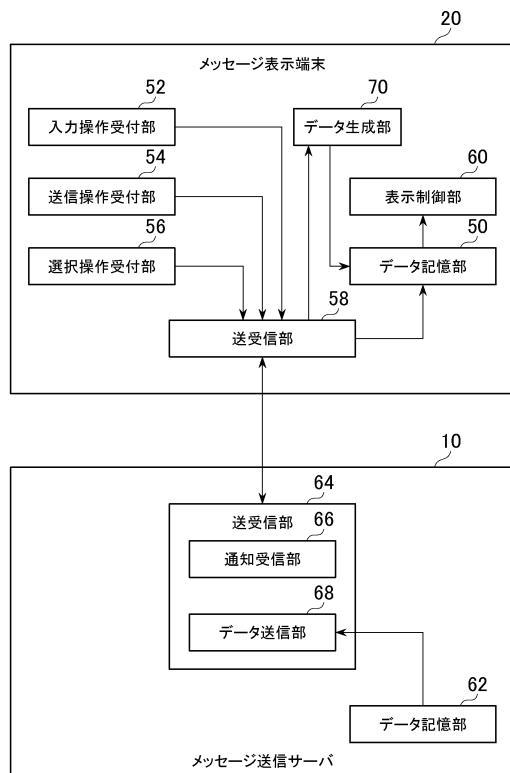 20
メッセージ表示端末
52
入力操作受付部
70
データ生成部
54
送信操作受付部
60
表示制御部
56
選択操作受付部
50
データ記憶部
58
送受信部
10
64
送受信部
66
通知受信部
68
データ送信部
62
データ記憶部
メッセージ送信サーバ